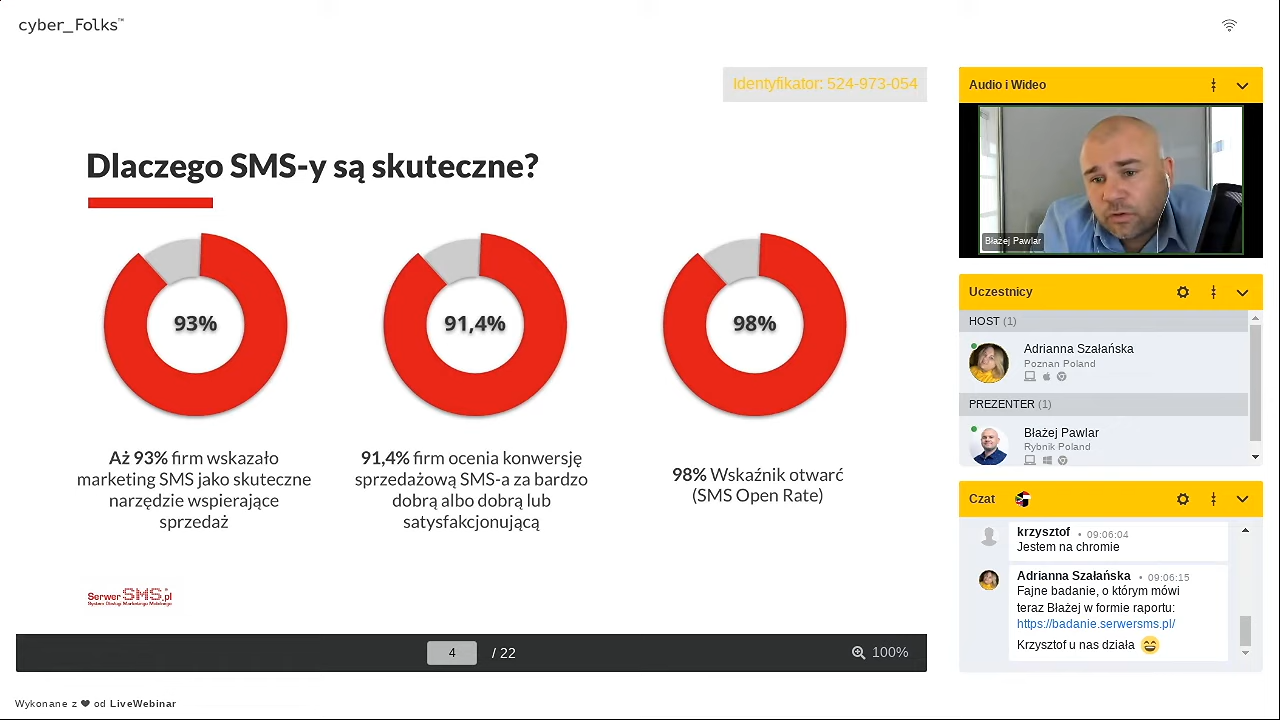 cyber_Folks™
Identyfikator: 524-973-054
Dlaczego SMS-y są skuteczne?
93%
91,4%
98%
Aż 93% firm wskazało
marketing SMS jako skuteczne
narzędzie wspierające
sprzedaż
91,4% firm ocenia konwersję
sprzedażową SMS-a za bardzo
dobrą albo dobrą lub
satysfakcjonującą
98% Wskaźnik otwarć
(SMS Open Rate)
SerwerSMS.pl
System Obsługi Marketingu Mobilnego
4 / 22
100%
Wykonane z ❤ od LiveWebinar
Audio i Wideo
Błażej Pawlar
Uczestnicy
HOST (1)
Adrianna Szałańska
Poznan Poland
PREZENTER (1)
Błażej Pawlar
Rybnik Poland
Czat
krzysztof • 09:06:04
Jestem na chromie
Adrianna Szałańska • 09:06:15
Fajne badanie, o którym mówi
teraz Błażej w formie raportu:
https://badanie.serwersms.pl/
Krzysztof u nas działa 😄